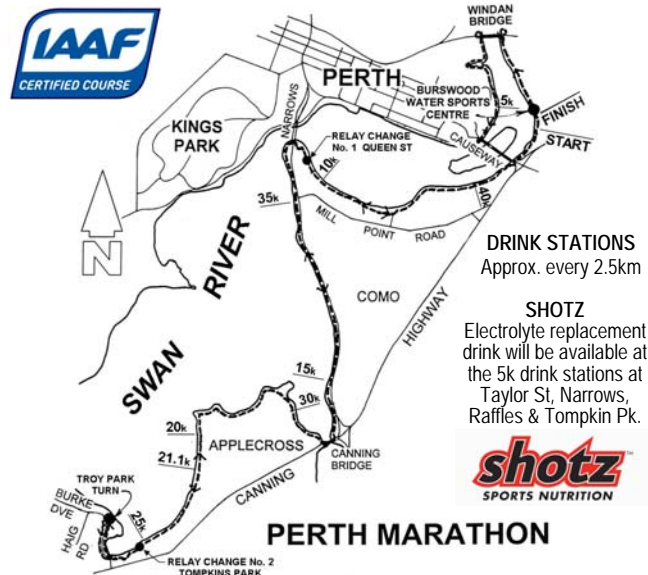 IAAF
CERTIFIED COURSE
WINDAN
BRIDGE
PERTH
BURSWOOD
WATER SPORTS
CENTRE
5k
FINISH
START
CAUSEWAY
KINGS
PARK
NARROWS
RELAY CHANGE
No. 1 QUEEN ST
10k
40k
35k
MILL POINT ROAD
N
SWAN RIVER
COMO
HIGHWAY
DRINK STATIONS
Approx. every 2.5km
SHOTZ
Electrolyte replacement
drink will be available at
the 5k drink stations at
Taylor St, Narrows,
Raffles & Tompkin Pk.
15k
30k
20k
APPLECROSS
21.1k
CANNING
BRIDGE
CANNING
TROY PARK
TURN
BURKE
DVE
HAIG
RD
25k
RELAY CHANGE No. 2
TOMPKINS PARK
shotz™
SPORTS NUTRITION
PERTH MARATHON